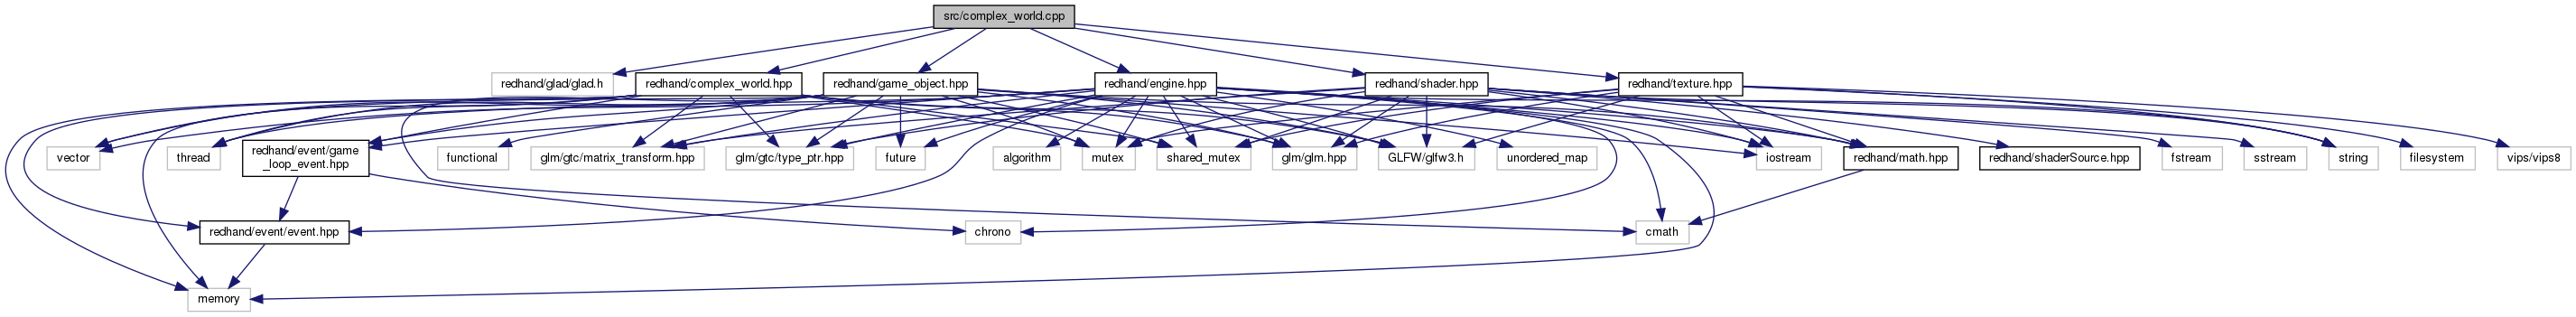 src/complex_world.cpp
redhand/glad/glad.h
redhand/complex_world.hpp
redhand/game_object.hpp
redhand/engine.hpp
redhand/shader.hpp
redhand/texture.hpp
vector
thread
redhand/event/game
_loop_event.hpp
functional
glm/gtc/matrix_transform.hpp
glm/gtc/type_ptr.hpp
future
algorithm
mutex
shared_mutex
glm/glm.hpp
GLFW/glfw3.h
unordered_map
iostream
redhand/math.hpp
redhand/shaderSource.hpp
fstream
sstream
string
filesystem
vips/vips8
redhand/event/event.hpp
chrono
cmath
memory